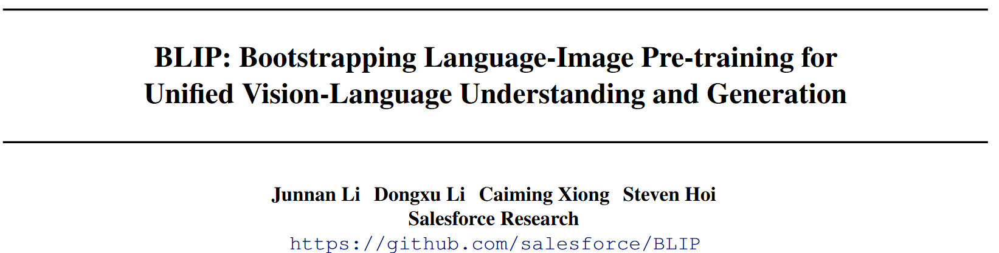 BLIP: Bootstrapping Language-Image Pre-training for
Unified Vision-Language Understanding and Generation
Junnan Li Dongxu Li Caiming Xiong Steven Hoi
Salesforce Research
https://github.com/salesforce/BLIP